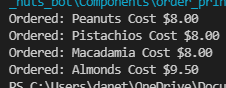 _nuts_bot\Components\order_prin
Ordered: Peanuts Cost $8.00
Ordered: Pistachios Cost $8.00
Ordered: Macadamia Cost $8.00
Ordered: Almonds Cost $9.50
PS C:\Users\danet\OneDrive\Docu